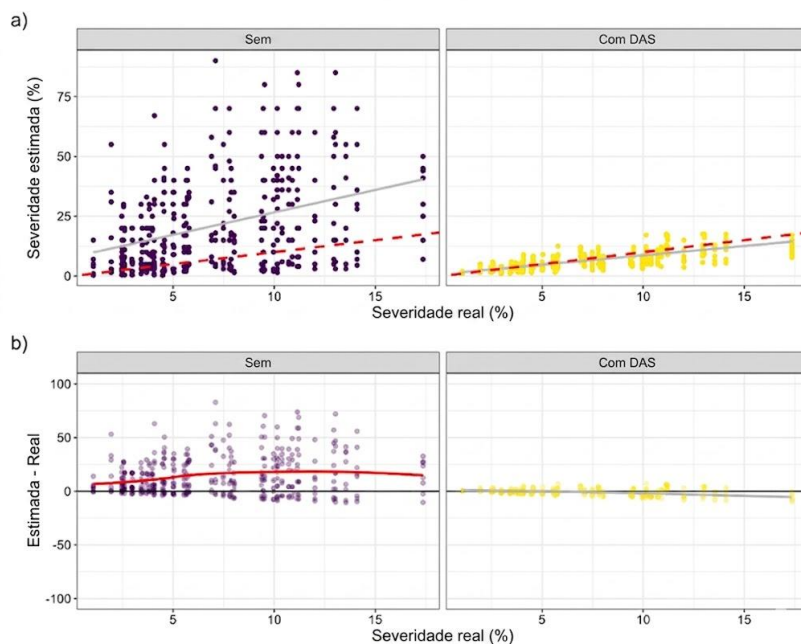 a)
Sem
Com DAS
Severidade estimada (%)
75
50
25
0
5
10
15
5
10
15
Severidade real (%)
b)
Sem
Com DAS
Estimada - Real
100
50
0
-50
-100
5
10
15
5
10
15
Severidade real (%)